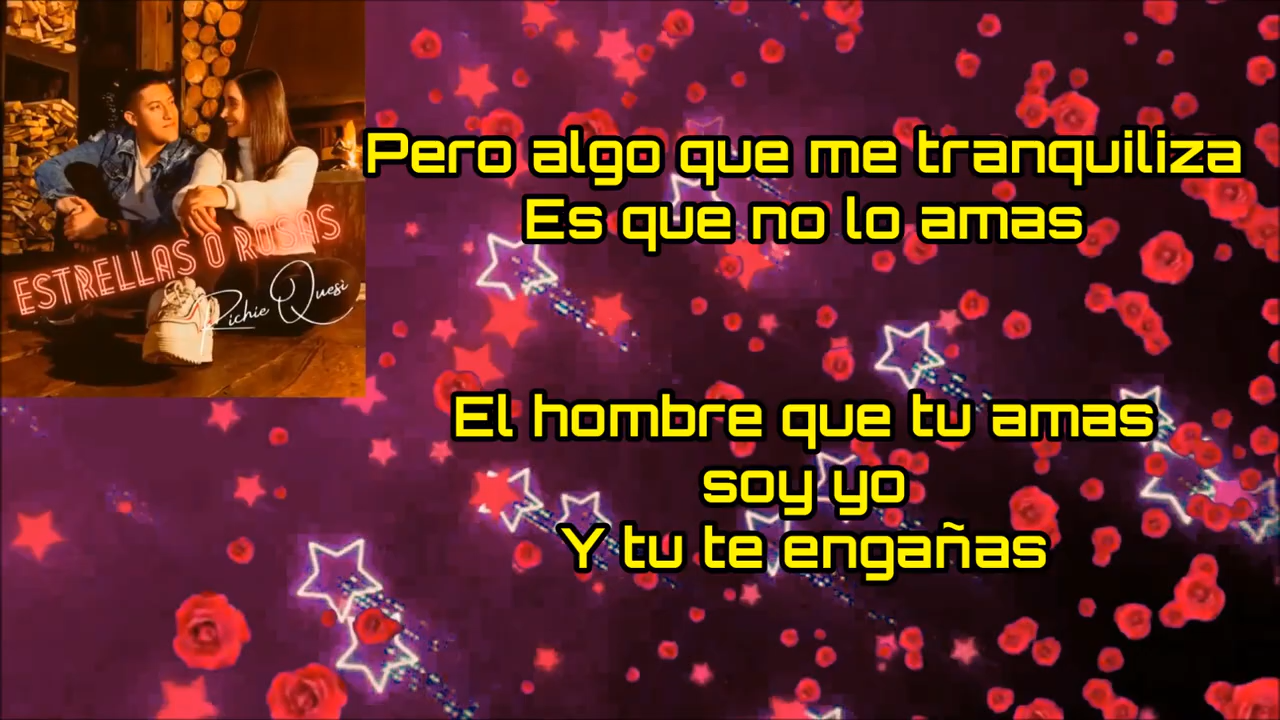 ESTRELLAS O ROSAS
Richie Quesì
Pero algo que me tranquiliza
Es que no lo amas
El hombre que tu amas
soy yo
Y tu te engañas